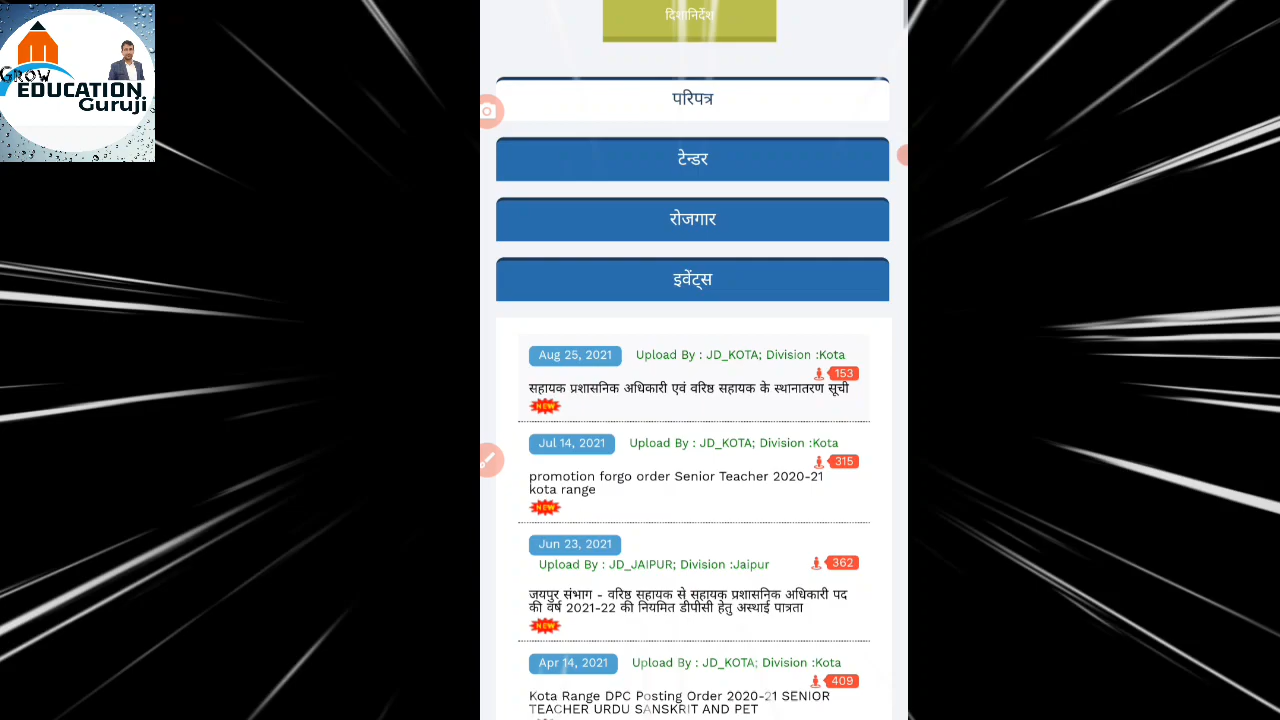 GROW
EDUCATION
Guruji
दिशानिर्देश
परिपत्र
टेन्डर
रोजगार
इवेंट्स
Aug 25, 2021 Upload By : JD_KOTA; Division :Kota
153
सहायक प्रशासनिक अधिकारी एवं वरिष्ठ सहायक के स्थानातरण सूची
NEW
Jul 14, 2021 Upload By : JD_KOTA; Division :Kota
315
promotion forgo order Senior Teacher 2020-21
kota range
NEW
Jun 23, 2021
Upload By : JD_JAIPUR; Division :Jaipur 362
जयपुर संभाग - वरिष्ठ सहायक से सहायक प्रशासनिक अधिकारी पद
की वर्ष 2021-22 की नियमित डीपीसी हेतु अस्थाई पात्रता
NEW
Apr 14, 2021 Upload By : JD_KOTA; Division :Kota
409
Kota Range DPC Posting Order 2020-21 SENIOR
TEACHER URDU SANSKRIT AND PET